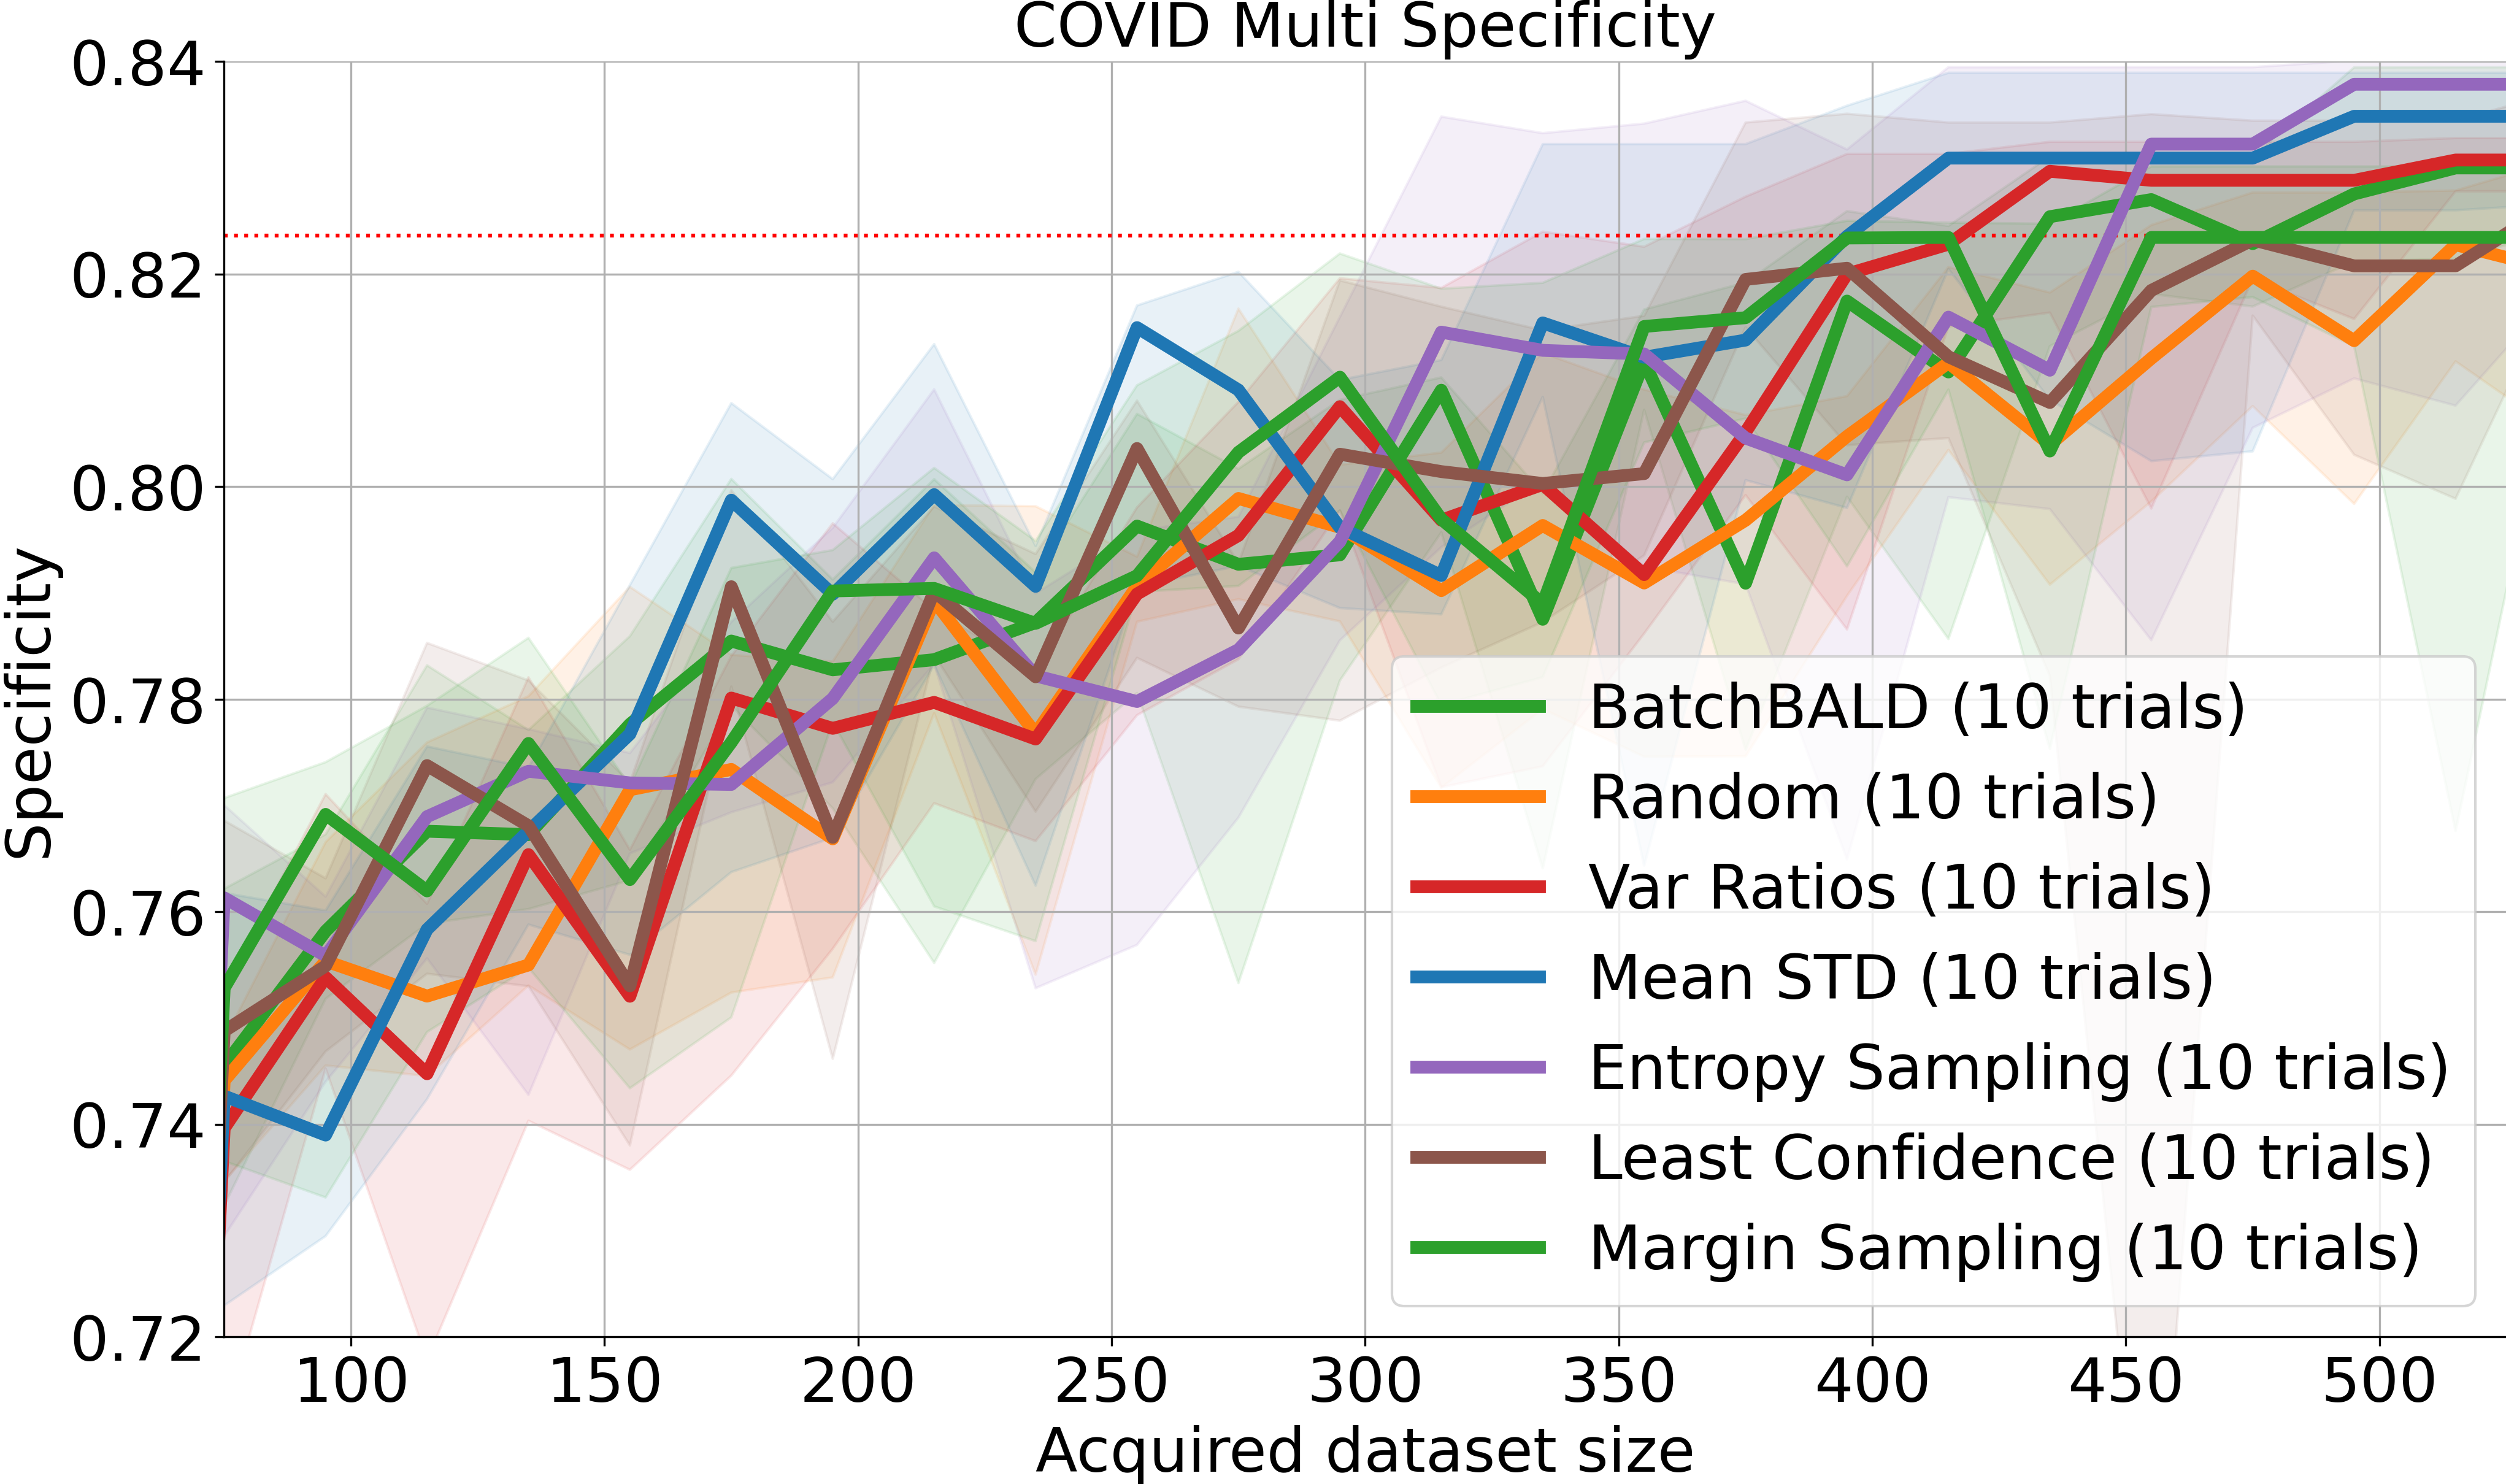 COVID Multi Specificity
0.84
0.82
0.80
0.78
0.76
0.74
0.72
Specificity
BatchBALD (10 trials)
Random (10 trials)
Var Ratios (10 trials)
Mean STD (10 trials)
Entropy Sampling (10 trials)
Least Confidence (10 trials)
Margin Sampling (10 trials)
100 150 200 250 300 350 400 450 500
Acquired dataset size